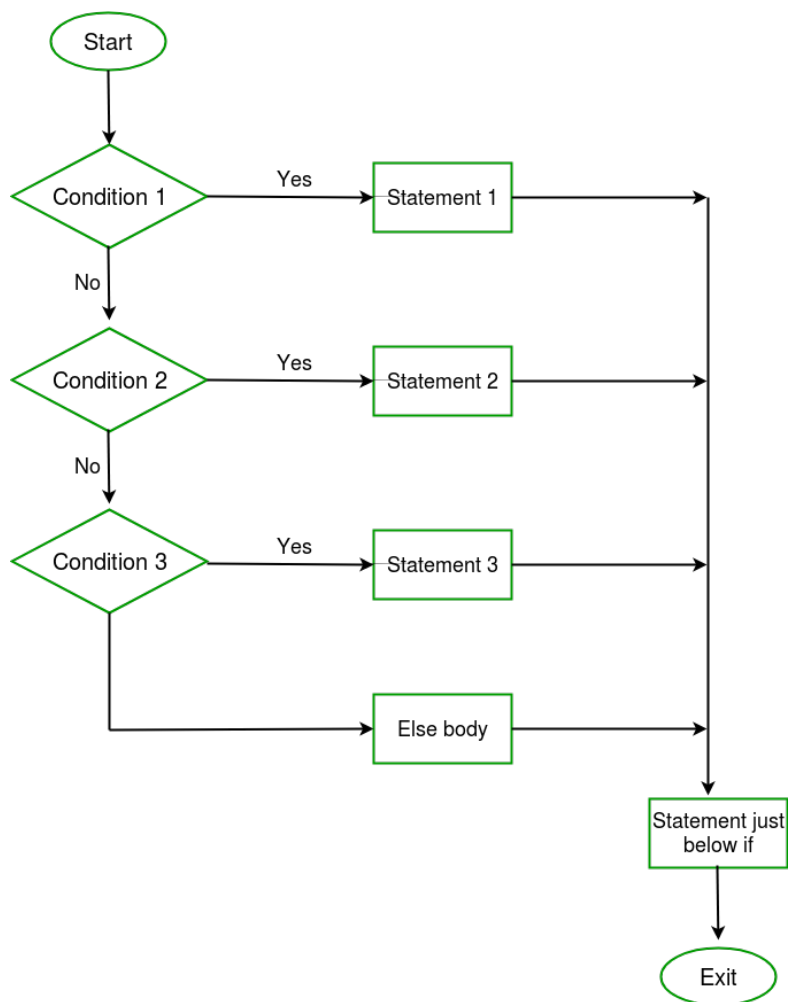 Start
Condition 1
Yes
Statement 1
No
Condition 2
Yes
Statement 2
No
Condition 3
Yes
Statement 3
Else body
Statement just
below if
Exit